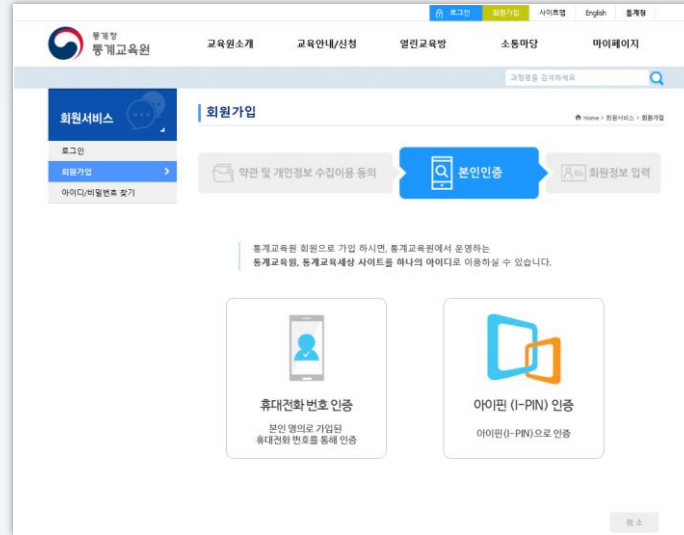 로그인 회원가입 사이트맵 English 통계청
통계청
통계교육원
교육원소개 교육안내/신청 열린교육방 소통마당 마이페이지
과정명을 검색하세요.
회원서비스
로그인
회원가입
아이디/비밀번호 찾기
회원가입
Home > 회원서비스 > 회원가입
약관 및 개인정보 수집이용 동의
본인인증
회원정보 입력
통계교육원 회원으로 가입 하시면, 통계교육원에서 운영하는
통계교육원, 통계교육세상 사이트를 하나의 아이디로 이용하실 수 있습니다.
휴대전화 번호 인증
본인 명의로 가입된
휴대전화 번호를 통해 인증
아이핀 (I-PIN) 인증
아이핀(I-PIN)으로 인증
취소